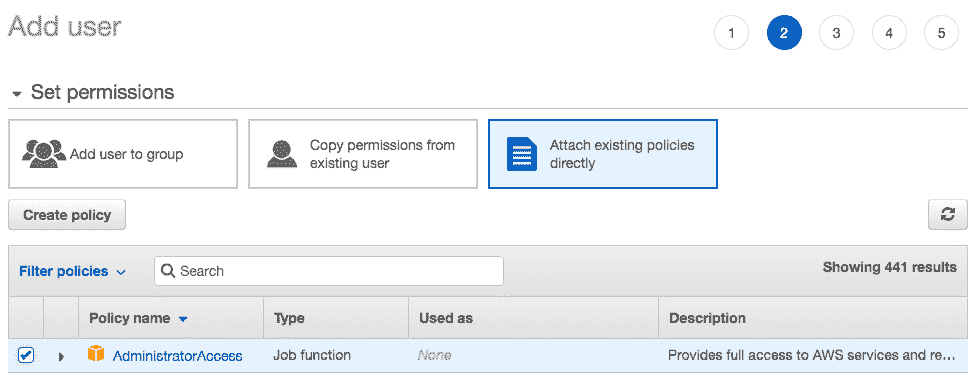 Add user
1 2 3 4 5
Set permissions
Add user to group
Copy permissions from
existing user
Attach existing policies
directly
Create policy
Filter policies
Search
Showing 441 results
Policy name Type Used as Description
AdministratorAccess Job function None Provides full access to AWS services and re…